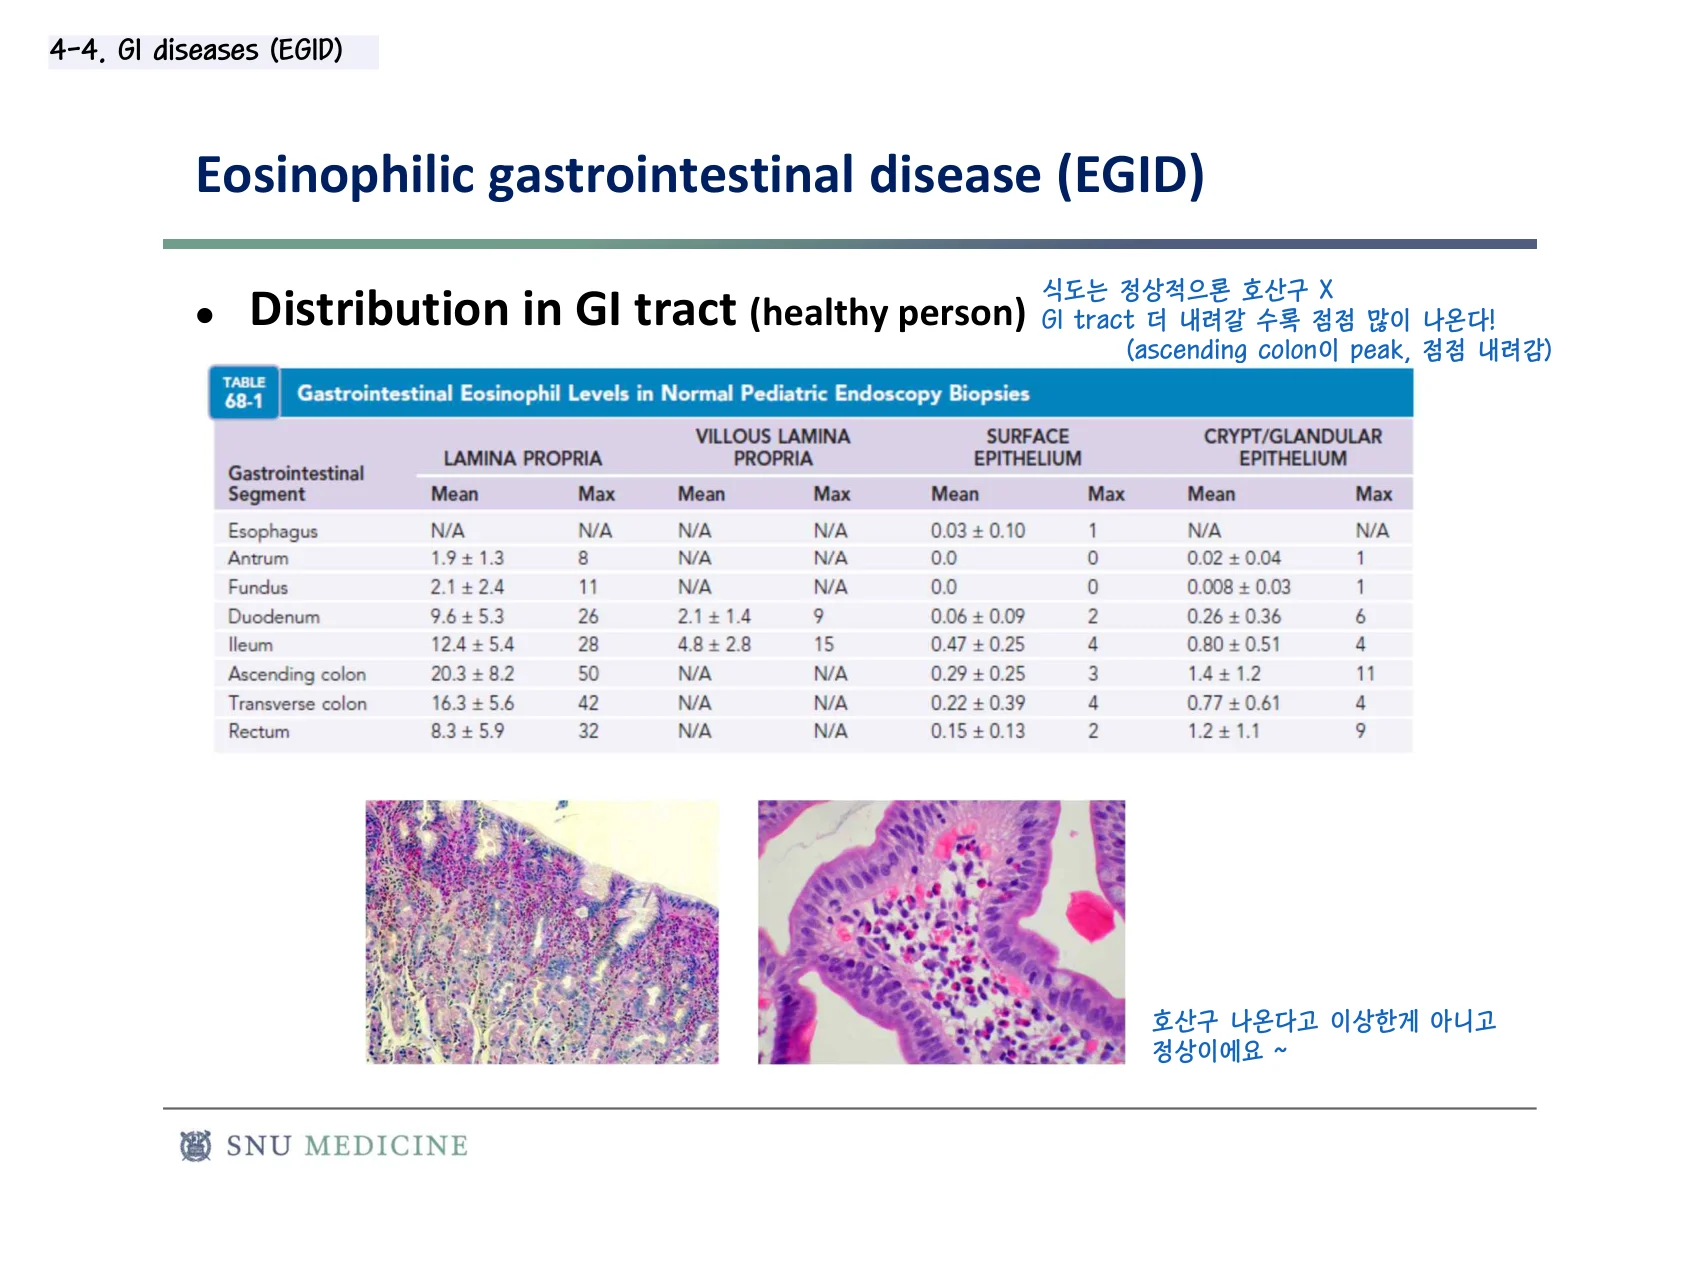 4-4. GI diseases (EGID)
Eosinophilic gastrointestinal disease (EGID)
• Distribution in GI tract (healthy person)
식도는 정상적으론 호산구 X
GI tract 더 내려갈 수록 점점 많이 나온다!
(ascending colon이 peak, 점점 내려감)
TABLE 68-1 Gastrointestinal Eosinophil Levels in Normal Pediatric Endoscopy Biopsies
Gastrointestinal Segment LAMINA PROPRIA VILLOUS LAMINA PROPRIA SURFACE EPITHELIUM CRYPT/GLANDULAR EPITHELIUM
Mean Max Mean Max Mean Max Mean Max
Esophagus N/A N/A N/A N/A 0.03 ± 0.10 1 N/A N/A
Antrum 1.9 ± 1.3 8 N/A N/A 0.0 0 0.02 ± 0.04 1
Fundus 2.1 ± 2.4 11 N/A N/A 0.0 0 0.008 ± 0.03 1
Duodenum 9.6 ± 5.3 26 2.1 ± 1.4 9 0.06 ± 0.09 2 0.26 ± 0.36 6
Ileum 12.4 ± 5.4 28 4.8 ± 2.8 15 0.47 ± 0.25 4 0.80 ± 0.51 4
Ascending colon 20.3 ± 8.2 50 N/A N/A 0.29 ± 0.25 3 1.4 ± 1.2 11
Transverse colon 16.3 ± 5.6 42 N/A N/A 0.22 ± 0.39 4 0.77 ± 0.61 4
Rectum 8.3 ± 5.9 32 N/A N/A 0.15 ± 0.13 2 1.2 ± 1.1 9
호산구 나온다고 이상한게 아니고
정상이에요 ~
SNU MEDICINE